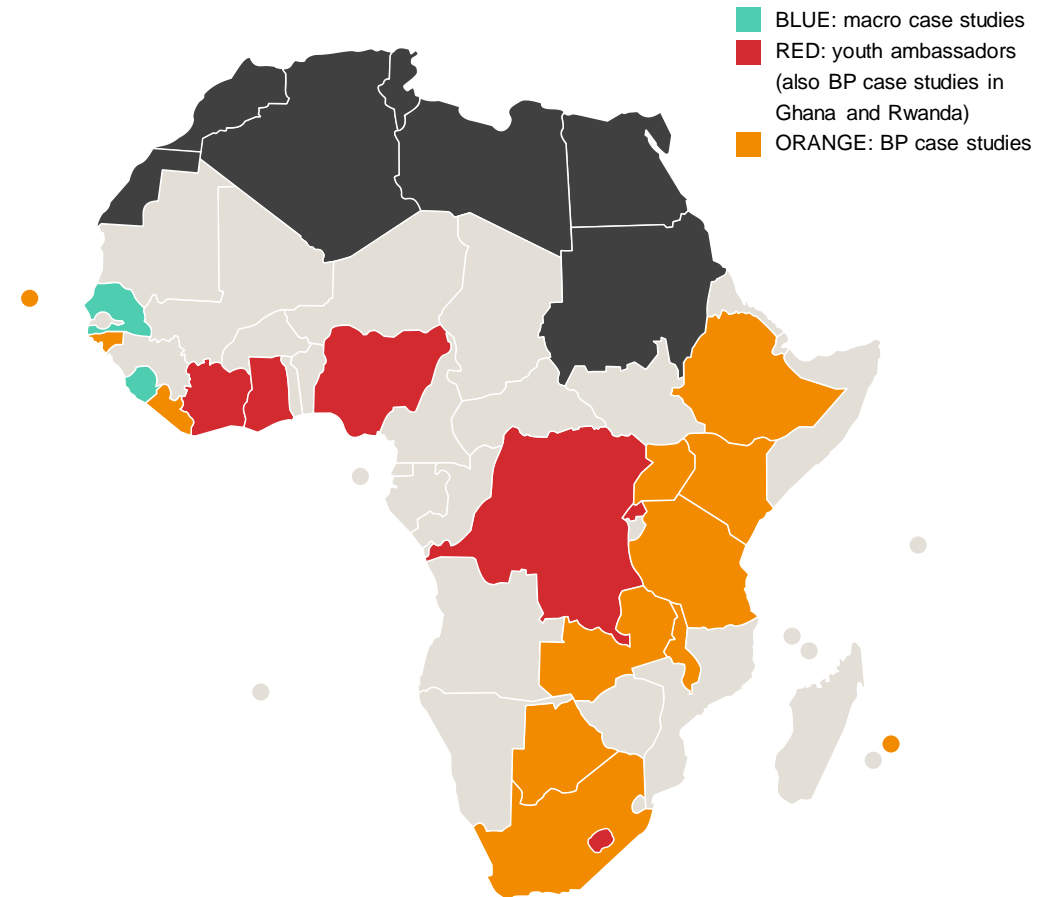 BLUE: macro case studies
RED: youth ambassadors
(also BP case studies in
Ghana and Rwanda)
ORANGE: BP case studies